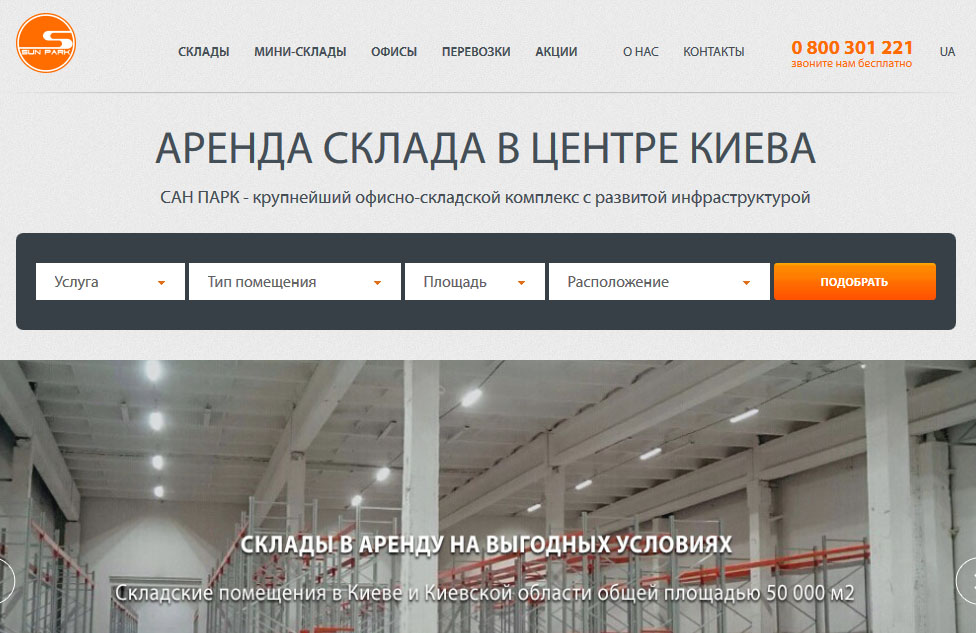 S
SUN PARK
СКЛАДЫ МИНИ-СКЛАДЫ ОФИСЫ ПЕРЕВОЗКИ АКЦИИ О НАС КОНТАКТЫ
0 800 301 221
звоните нам бесплатно
UA
АРЕНДА СКЛАДА В ЦЕНТРЕ КИЕВА
САН ПАРК - крупнейший офисно-складской комплекс с развитой инфраструктурой
Услуга Тип помещения Площадь Расположение ПОДОБРАТЬ
СКЛАДЫ В АРЕНДУ НА ВЫГОДНЫХ УСЛОВИЯХ
Складские помещения в Киеве и Киевской области общей площадью 50 000 м2